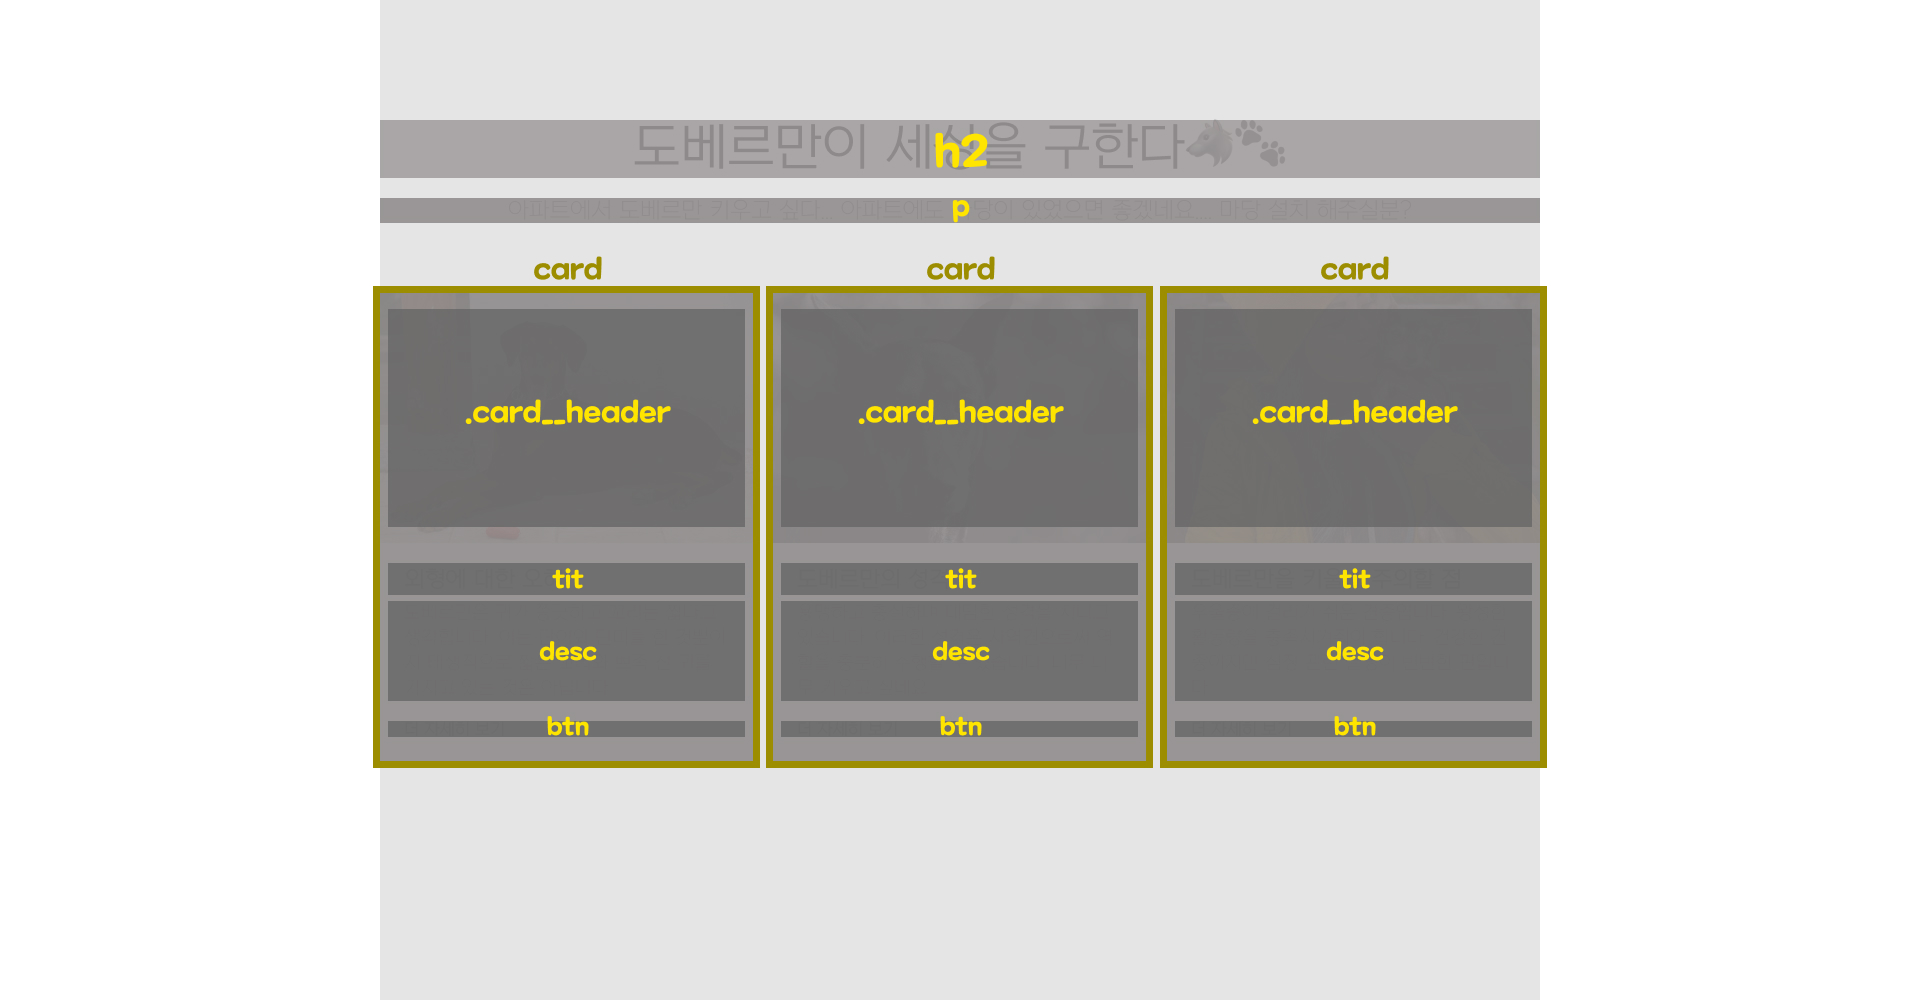 도베르만이 세상을 구한다🐺🐾
h2
아파트에서 도베르만 키우고 싶다. 아파트에도 마당이 있었으면 좋겠네요. 마당 설치 해주실분?
p
card card card
.card__header .card__header .card__header
tit tit tit
desc desc desc
btn btn btn